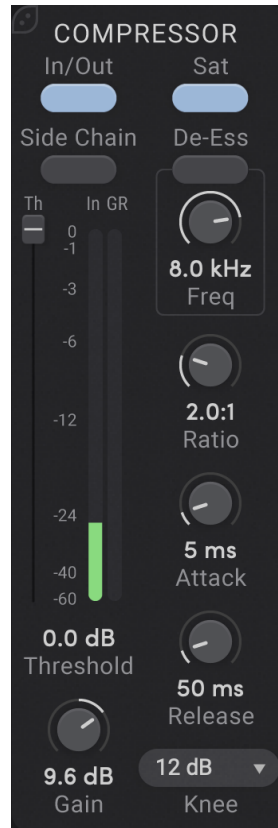 COMPRESSOR
In/Out Sat
Side Chain De-Ess
Th In GR
0
-1
-3
-6
-12
-24
-40
-60
8.0 kHz
Freq
2.0:1
Ratio
5 ms
Attack
50 ms
Release
0.0 dB
Threshold
9.6 dB
Gain
12 dB
Knee